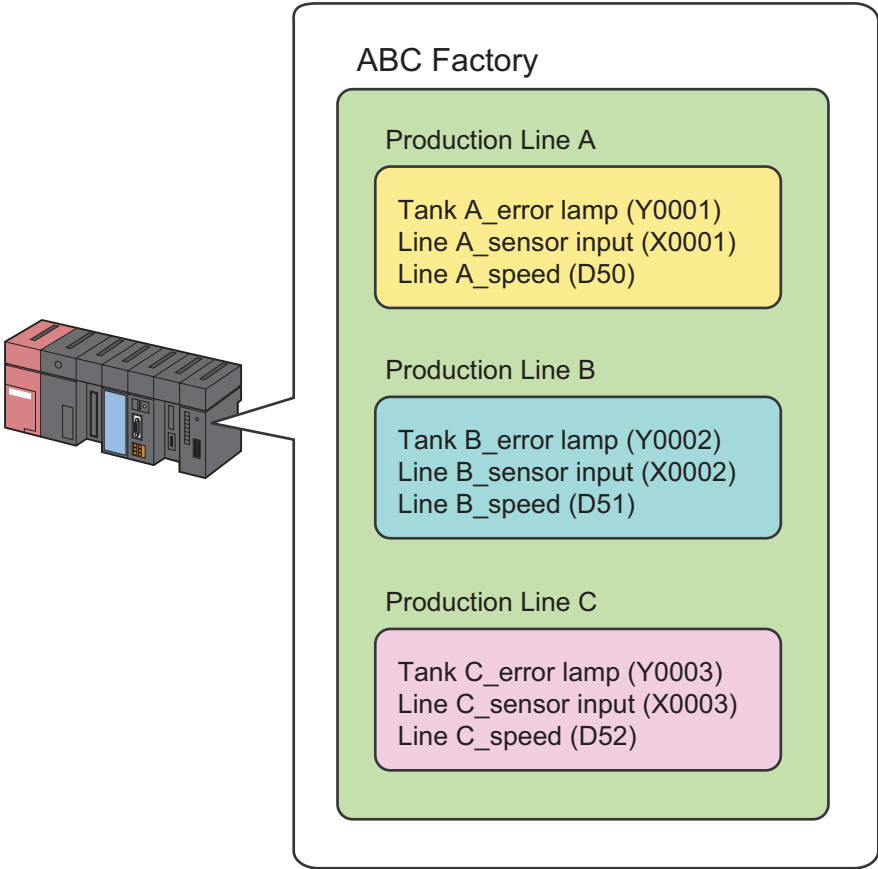 ABC Factory
Production Line A
Tank A_error lamp (Y0001)
Line A_sensor input (X0001)
Line A_speed (D50)
Production Line B
Tank B_error lamp (Y0002)
Line B_sensor input (X0002)
Line B_speed (D51)
Production Line C
Tank C_error lamp (Y0003)
Line C_sensor input (X0003)
Line C_speed (D52)